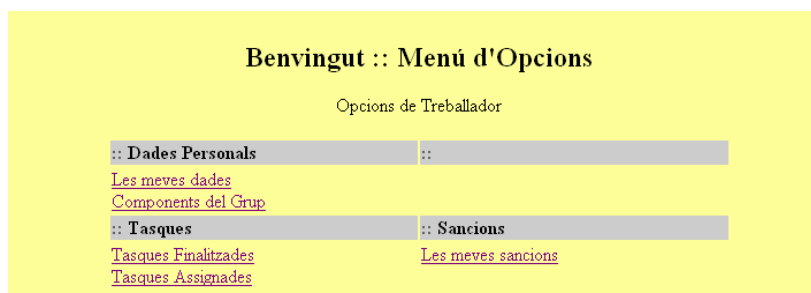 Benvingut :: Menú d'Opcions
Opcions de Treballador
:: Dades Personals ::
Les meves dades
Components del Grup
:: Tasques :: Sancions
Tasques Finalitzades Les meves sancions
Tasques Assignades